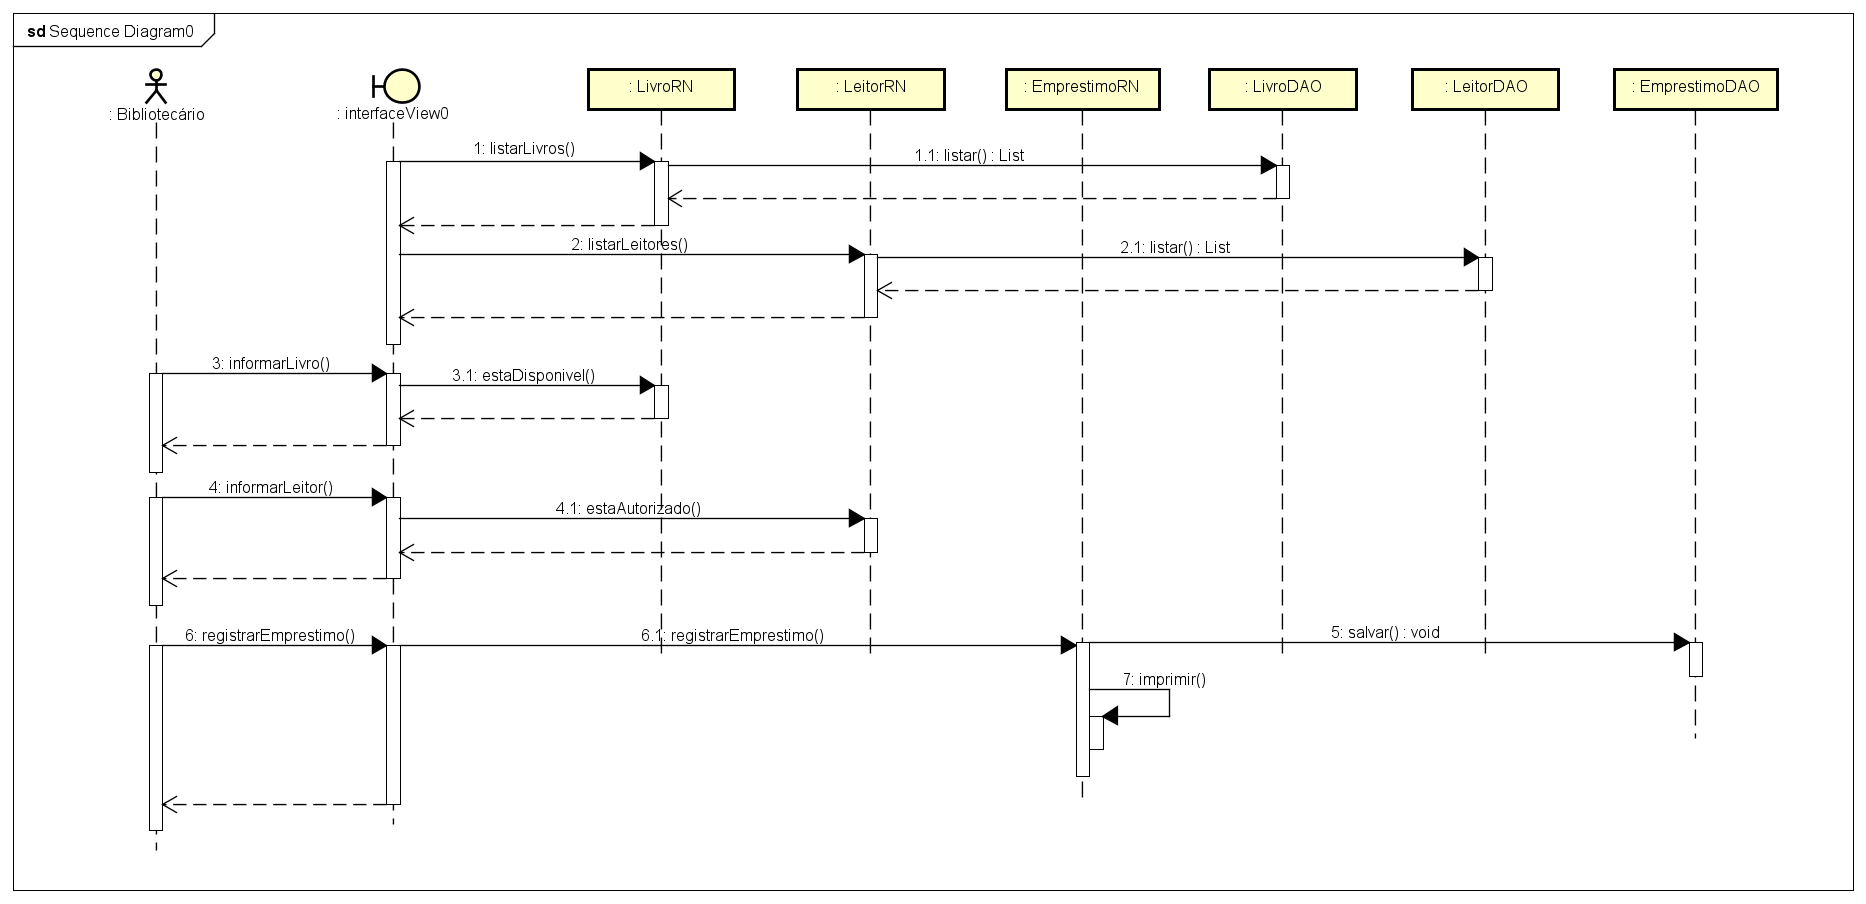 sd Sequence Diagram0
: Bibliotecário
: interfaceView0
: LivroRN
: LeitorRN
: EmprestimoRN
: LivroDAO
: LeitorDAO
: EmprestimoDAO
1: listarLivros()
1.1: listar() : List
2: listarLeitores()
2.1: listar() : List
3: informarLivro()
3.1: estaDisponivel()
4: informarLeitor()
4.1: estaAutorizado()
6: registrarEmprestimo()
6.1: registrarEmprestimo()
5: salvar() : void
7: imprimir()